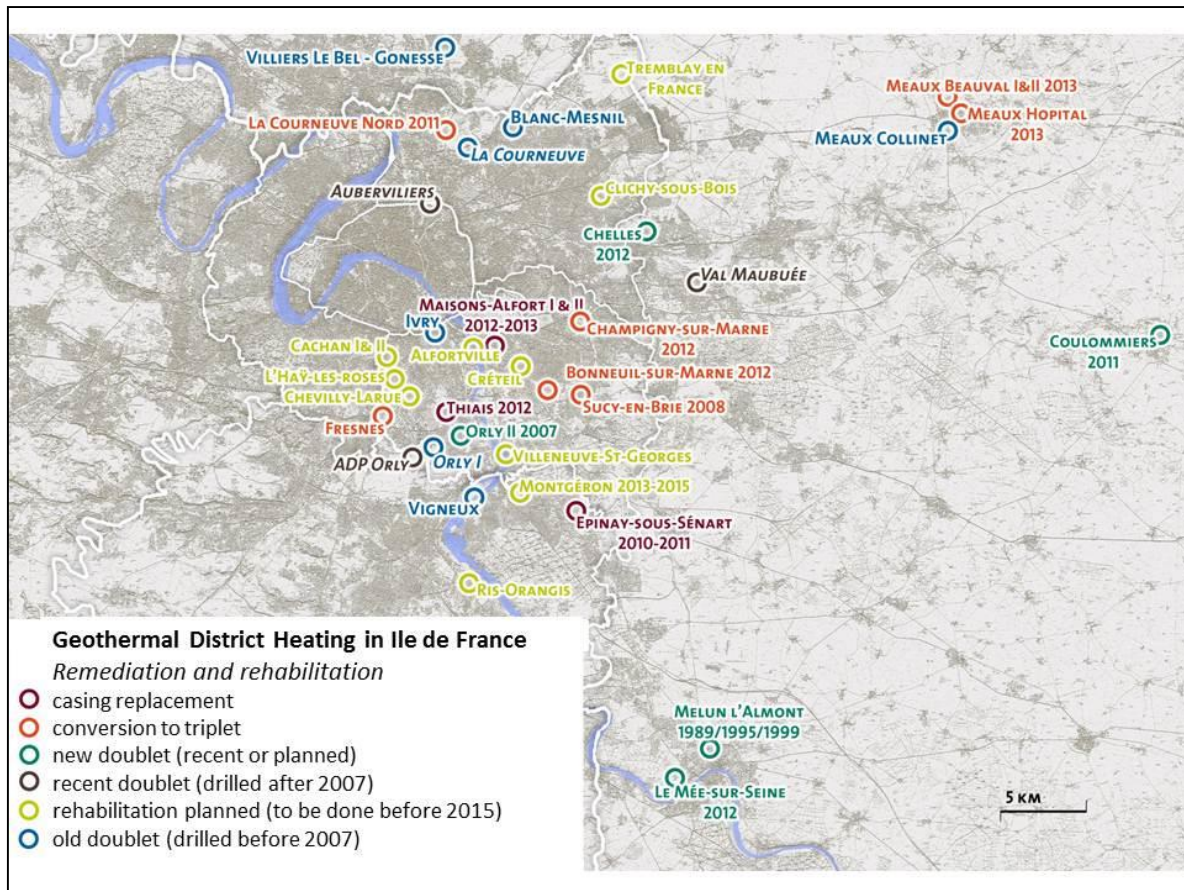 VILLIERS LE BEL - GONESSE
TREMBLAY EN
FRANCE
MEAUX BEAUVAL I&II 2013
LA COURNEUVE NORD 2011
BLANC-MESNIL
MEAUX HOPITAL
2013
MEAUX COLLINET
LA COURNEUVE
AUBERVILIERS
CLICHY-SOUS-BOIS
CHELLES
2012
VAL MAUBUÉE
MAISONS-ALFORT I & II
2012-2013
IVRY
CHAMPIGNY-SUR-MARNE
2012
COULOMMIERS
2011
CACHAN I & II
ALFORTVILLE
L'HAŸ-LES-ROSES
CRÉTEIL
BONNEUIL-SUR-MARNE 2012
CHEVILLY-LARUE
SUCY-EN-BRIE 2008
THIAIS 2012
FRESNES
ORLY II 2007
ADP ORLY
ORLY I
VILLENEUVE-ST-GEORGES
MONTGÉRON 2013-2015
VIGNEUX
EPINAY-SOUS-SÉNART
2010-2011
RIS-ORANGIS
Geothermal District Heating in Ile de France
Remediation and rehabilitation
casing replacement
conversion to triplet
new doublet (recent or planned)
recent doublet (drilled after 2007)
rehabilitation planned (to be done before 2015)
old doublet (drilled before 2007)
MELUN L'ALMONT
1989/1995/1999
LE MÉE-SUR-SEINE
2012
5 KM